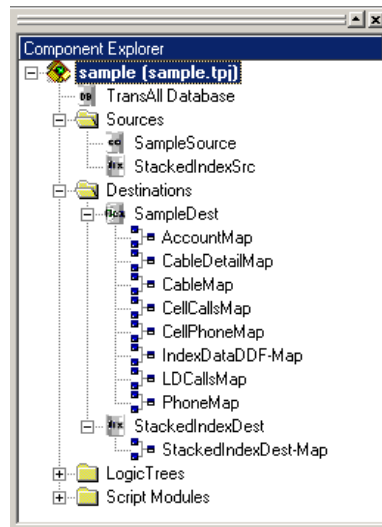 Component Explorer
sample (sample.tpj)
TransAll Database
Sources
SampleSource
StackedIndexSrc
Destinations
SampleDest
AccountMap
CableDetailMap
CableMap
CellCallsMap
CellPhoneMap
IndexDataDDF-Map
LDCallsMap
PhoneMap
StackedIndexDest
StackedIndexDest-Map
LogicTrees
Script Modules